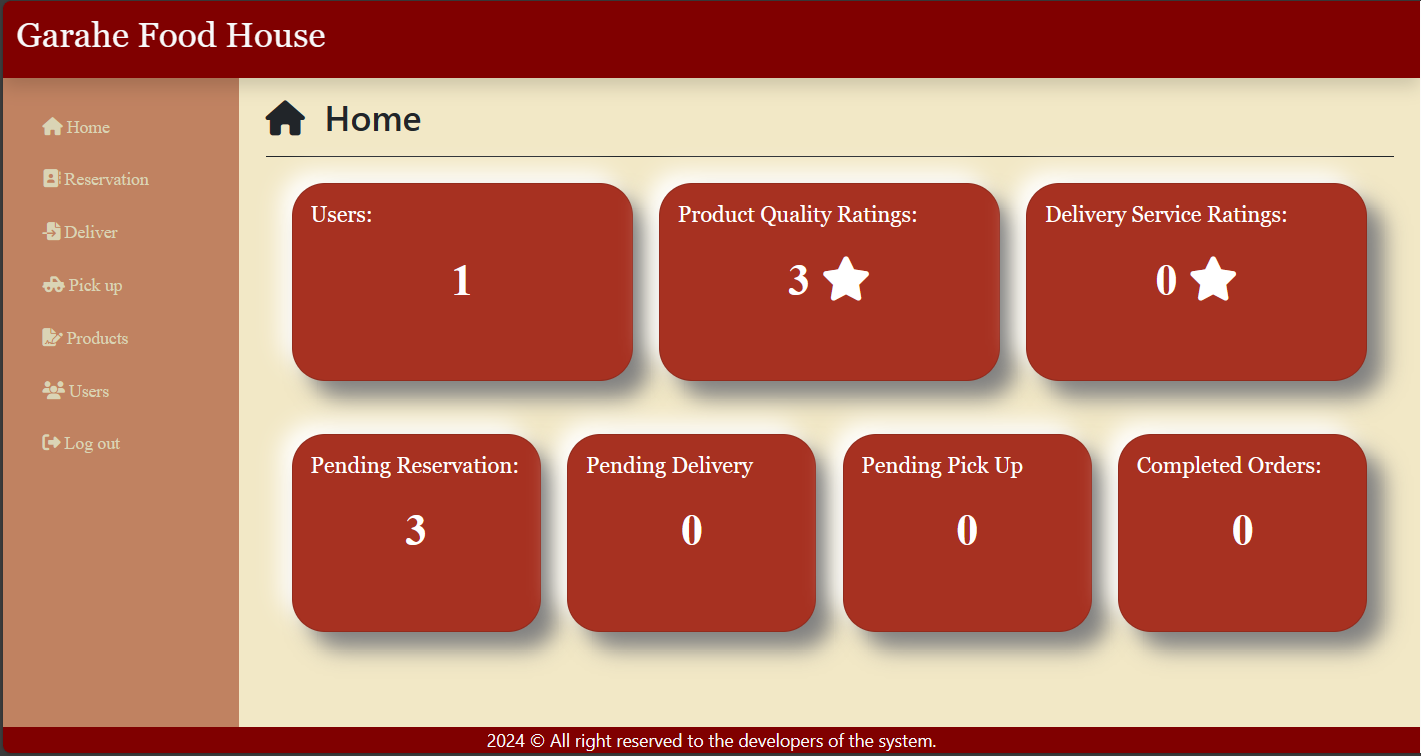 Garahe Food House
Home
Reservation
Deliver
Pick up
Products
Users
Log out
Home
Users:
1
Product Quality Ratings:
3
Delivery Service Ratings:
0
Pending Reservation:
3
Pending Delivery
0
Pending Pick Up
0
Completed Orders:
0
2024 © All right reserved to the developers of the system.